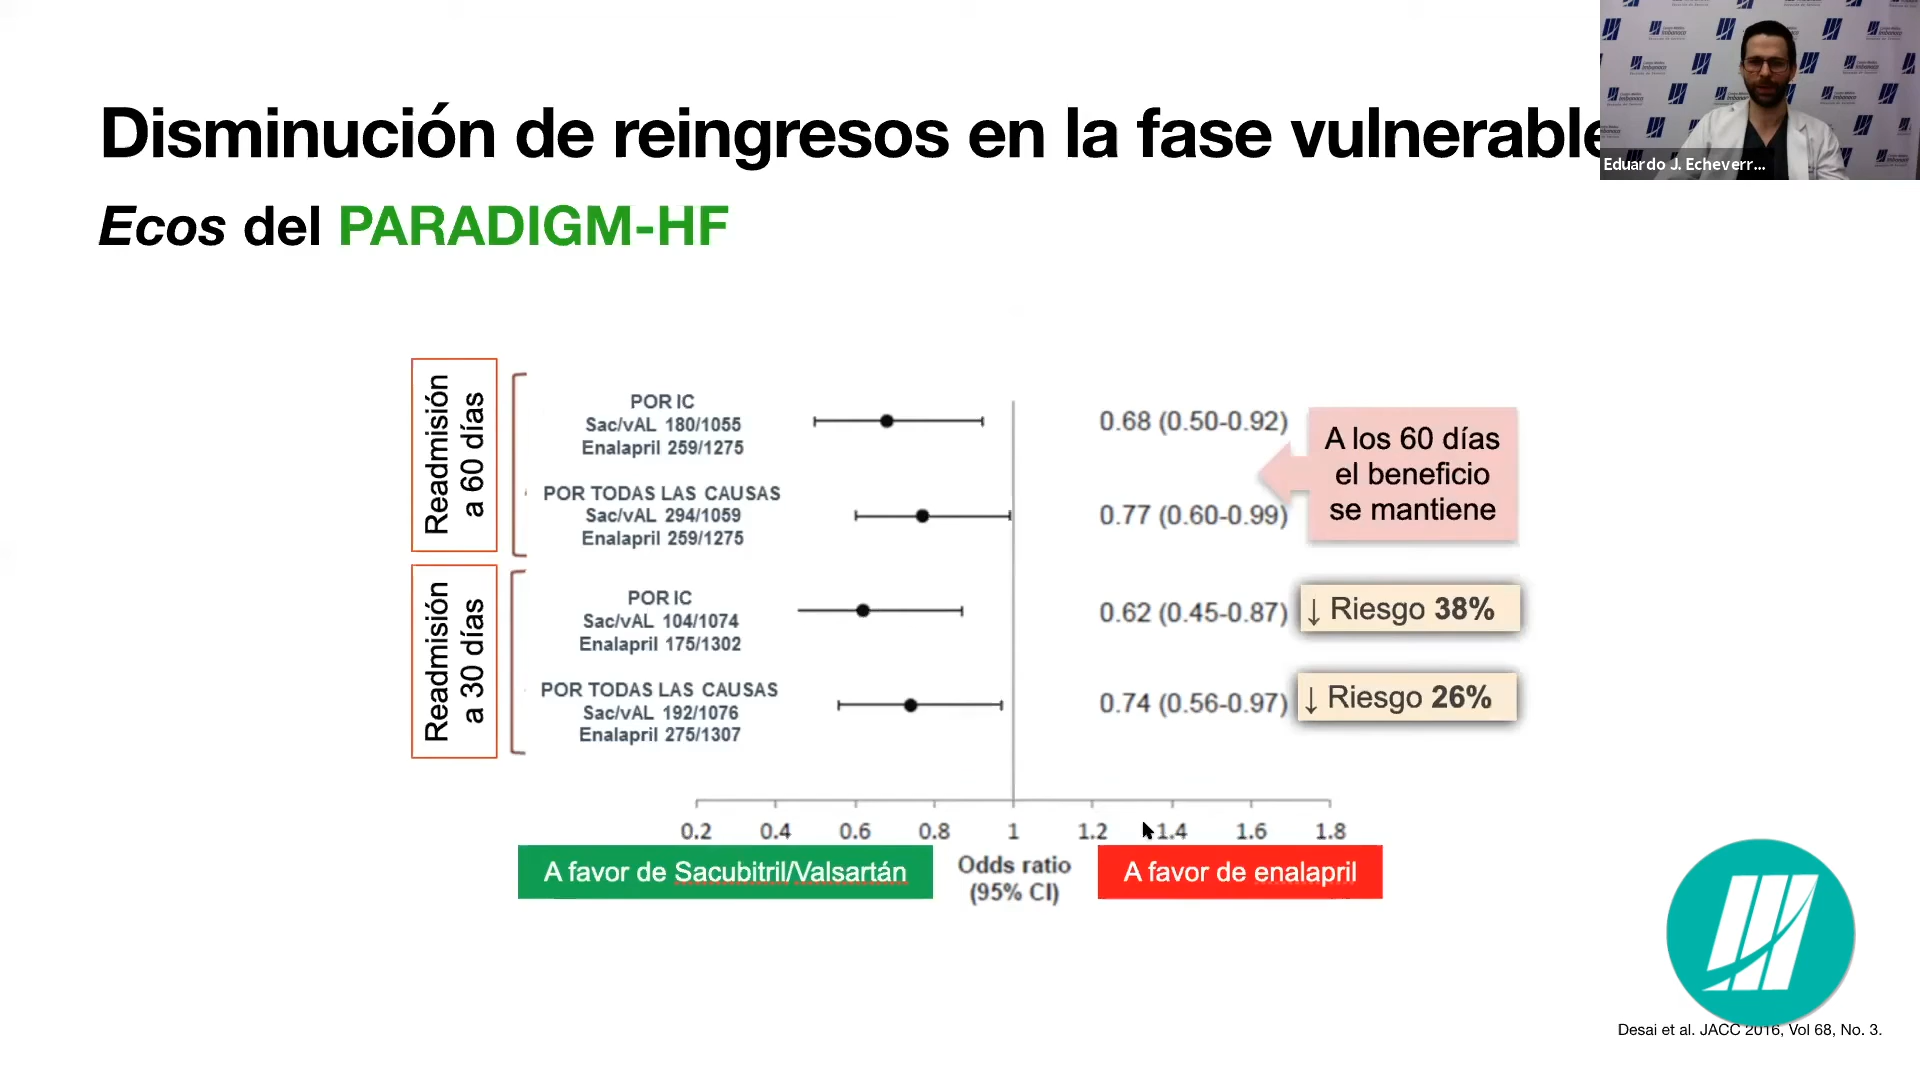 Disminución de reingresos en la fase vulnerable
Ecos del PARADIGM-HF
Eduardo J. Echeverr...
Readmisión
a 60 días
POR IC
Sac/vAL 180/1055
Enalapril 259/1275
0.68 (0.50-0.92)
POR TODAS LAS CAUSAS
Sac/vAL 294/1059
Enalapril 259/1275
0.77 (0.60-0.99)
A los 60 días
el beneficio
se mantiene
Readmisión
a 30 días
POR IC
Sac/vAL 104/1074
Enalapril 175/1302
0.62 (0.45-0.87)
↓ Riesgo 38%
POR TODAS LAS CAUSAS
Sac/vAL 192/1076
Enalapril 275/1307
0.74 (0.56-0.97)
↓ Riesgo 26%
0.2 0.4 0.6 0.8 1 1.2 1.4 1.6 1.8
A favor de Sacubitril/Valsartán
Odds ratio
(95% CI)
A favor de enalapril
Desai et al. JACC 2016, Vol 68, No. 3.